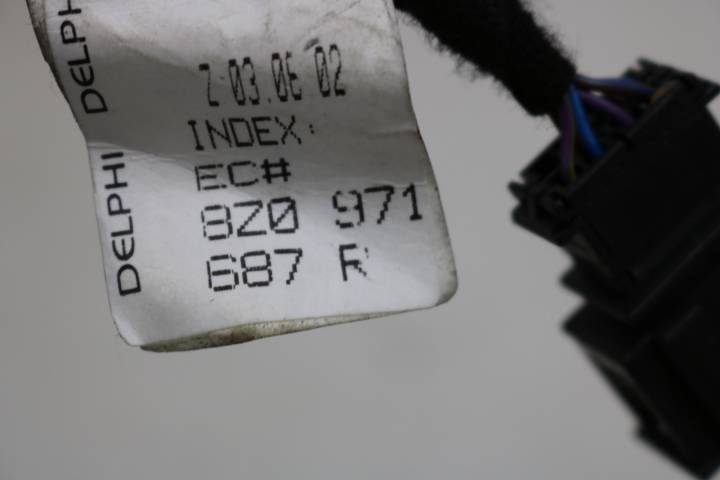 DELPHI
DELPHI
Z 03.06 02
INDEX:
EC#
8Z0 971
687 R